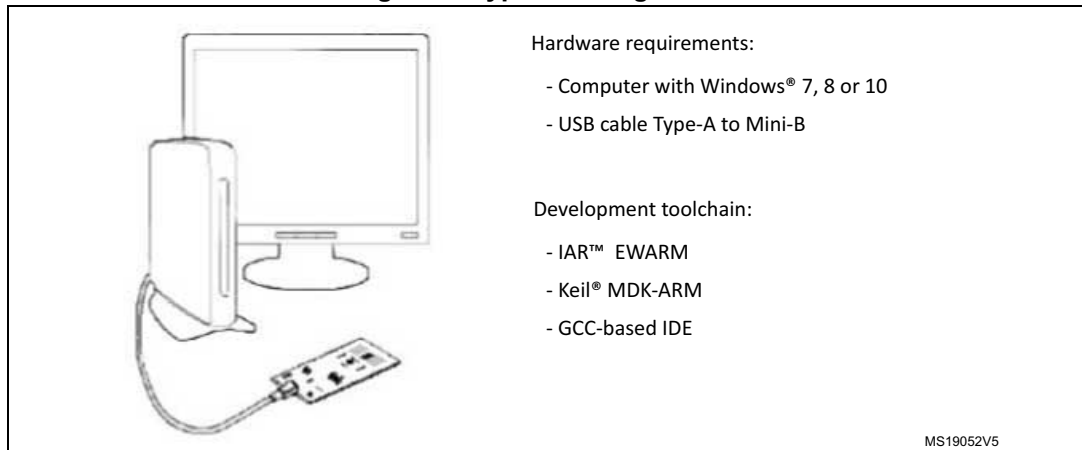 Hardware requirements:
- Computer with Windows® 7, 8 or 10
- USB cable Type-A to Mini-B
Development toolchain:
- IAR™ EWARM
- Keil® MDK-ARM
- GCC-based IDE
MS19052V5